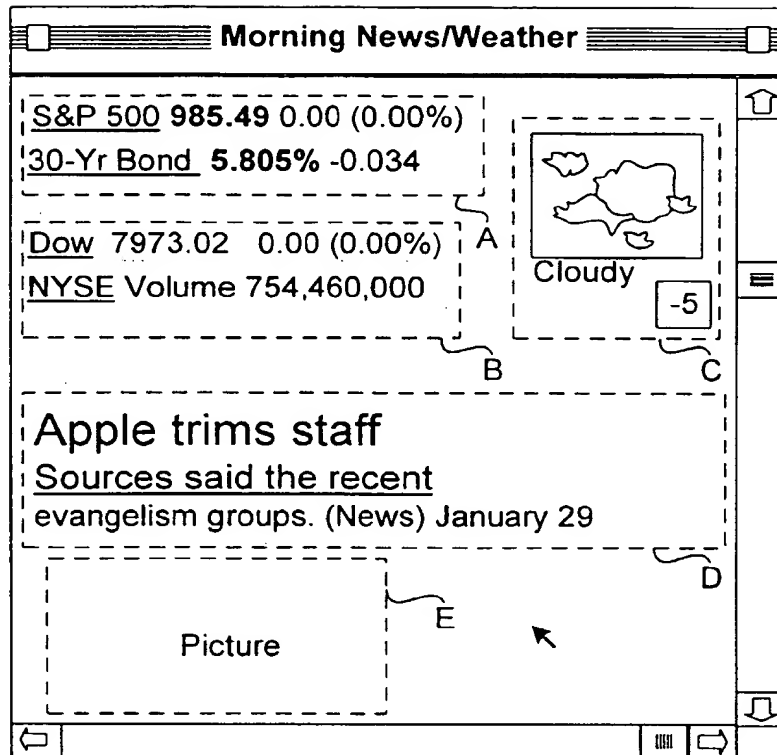 Morning News/Weather
S&P 500 985.49 0.00 (0.00%)
30-Yr Bond 5.805% -0.034
A
Dow 7973.02 0.00 (0.00%)
NYSE Volume 754,460,000
B
Cloudy
-5
C
Apple trims staff
Sources said the recent
evangelism groups. (News) January 29
D
Picture
E